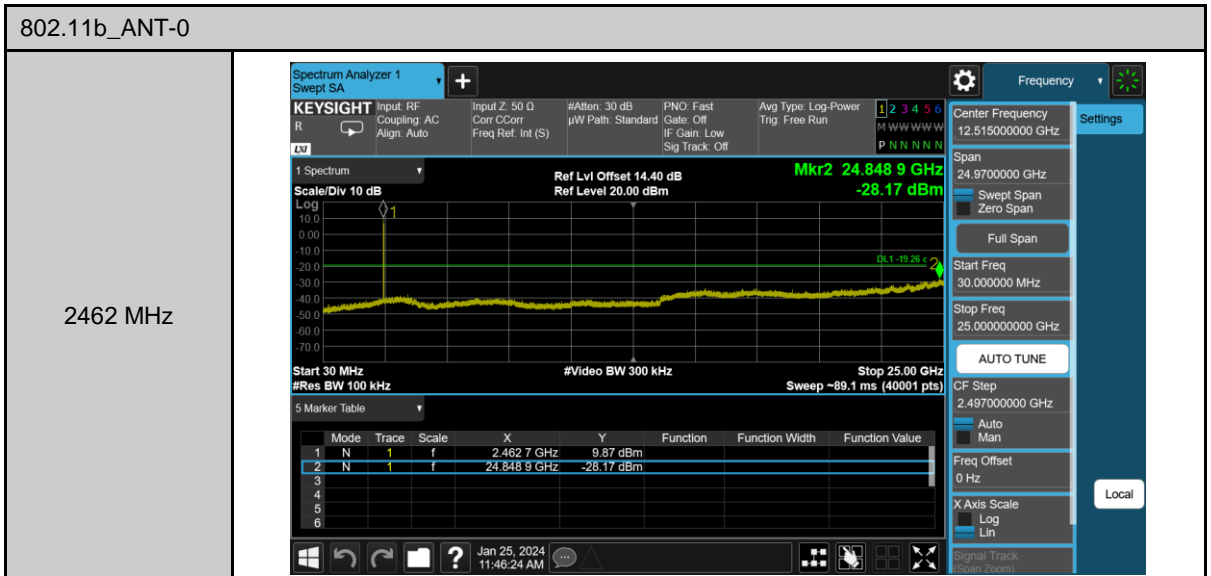 802.11b_ANT-0
2462 MHz
Spectrum Analyzer 1
Swept SA
+
Frequency
KEYSIGHT
R
LXI
Input: RF
Coupling: AC
Align: Auto
Input Z: 50 Ω
Corr CCorr
Freq Ref: Int (S)
#Atten: 30 dB
µW Path: Standard
PNO: Fast
Gate: Off
IF Gain: Low
Sig Track: Off
Avg Type: Log-Power
Trig: Free Run
1 2 3 4 5 6
M W W W W W
P N N N N N
1 Spectrum
Scale/Div 10 dB
Ref Lvl Offset 14.40 dB
Ref Level 20.00 dBm
Mkr2 24.848 9 GHz
-28.17 dBm
Log
10.0
0.00
-10.0
-20.0
-30.0
-40.0
-50.0
-60.0
-70.0
1
DL1 -19.26 c
2
Start 30 MHz
#Video BW 300 kHz
Stop 25.00 GHz
#Res BW 100 kHz
Sweep ~89.1 ms (40001 pts)
5 Marker Table
Mode Trace Scale X Y Function Function Width Function Value
1 N 1 f 2.462 7 GHz 9.87 dBm
2 N 1 f 24.848 9 GHz -28.17 dBm
3
4
5
6
?
Jan 25, 2024
11:46:24 AM
Center Frequency
12.515000000 GHz
Span
24.9700000 GHz
Swept Span
Zero Span
Full Span
Start Freq
30.000000 MHz
Stop Freq
25.000000000 GHz
AUTO TUNE
CF Step
2.497000000 GHz
Auto
Man
Freq Offset
0 Hz
X Axis Scale
Log
Lin
Signal Track
(Span Zoom)
Settings
Local